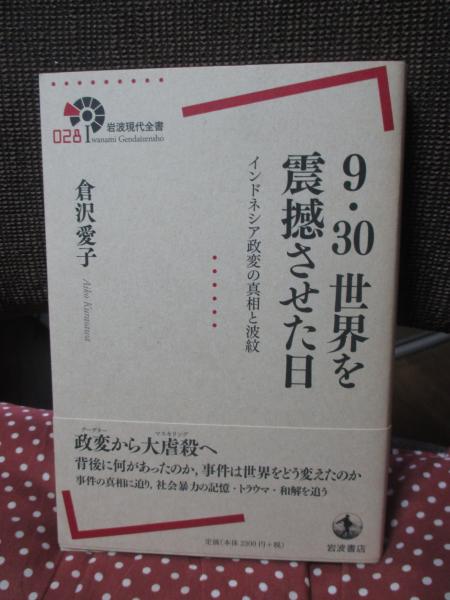 028
岩波現代全書
Iwanami Gendaizensho
9・30 世界を
震撼させた日
インドネシア政変の真相と波紋
倉沢愛子
Aiko Kurasawa
クーデター
マスキリング
政変から大虐殺へ
背後に何があったのか，事件は世界をどう変えたのか
事件の真相に迫り，社会暴力の記憶・トラウマ・和解を追う
定価（本体2300円+税）
岩波書店